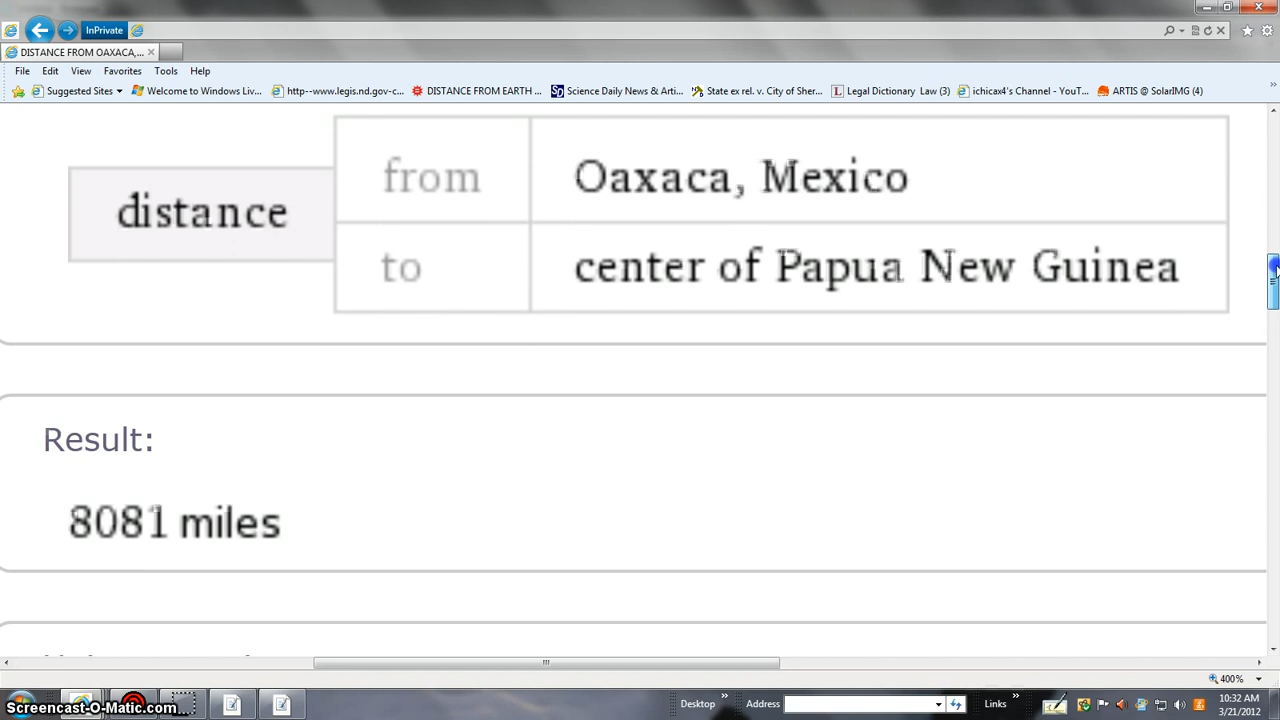 InPrivate
DISTANCE FROM OAXACA,...
File Edit View Favorites Tools Help
Suggested Sites Welcome to Windows Liv... http--www.legis.nd.gov-c... DISTANCE FROM EARTH ... Science Daily News & Arti... State ex rel. v. City of Sher... Legal Dictionary Law (3) ichicax4's Channel - YouT... ARTIS @ SolarIMG (4)
from Oaxaca, Mexico
distance
to center of Papua New Guinea
Result:
8081 miles
400%
Desktop Address Links 10:32 AM
3/21/2012
Screencast-O-Matic.com